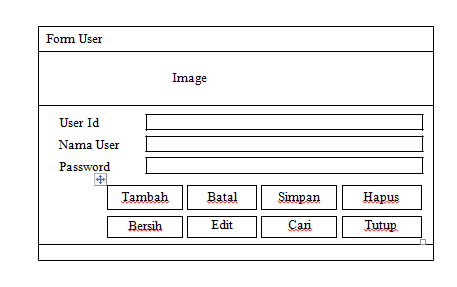 Form User
Image
User Id
Nama User
Password
Tambah Batal Simpan Hapus
Bersih Edit Cari Tutup